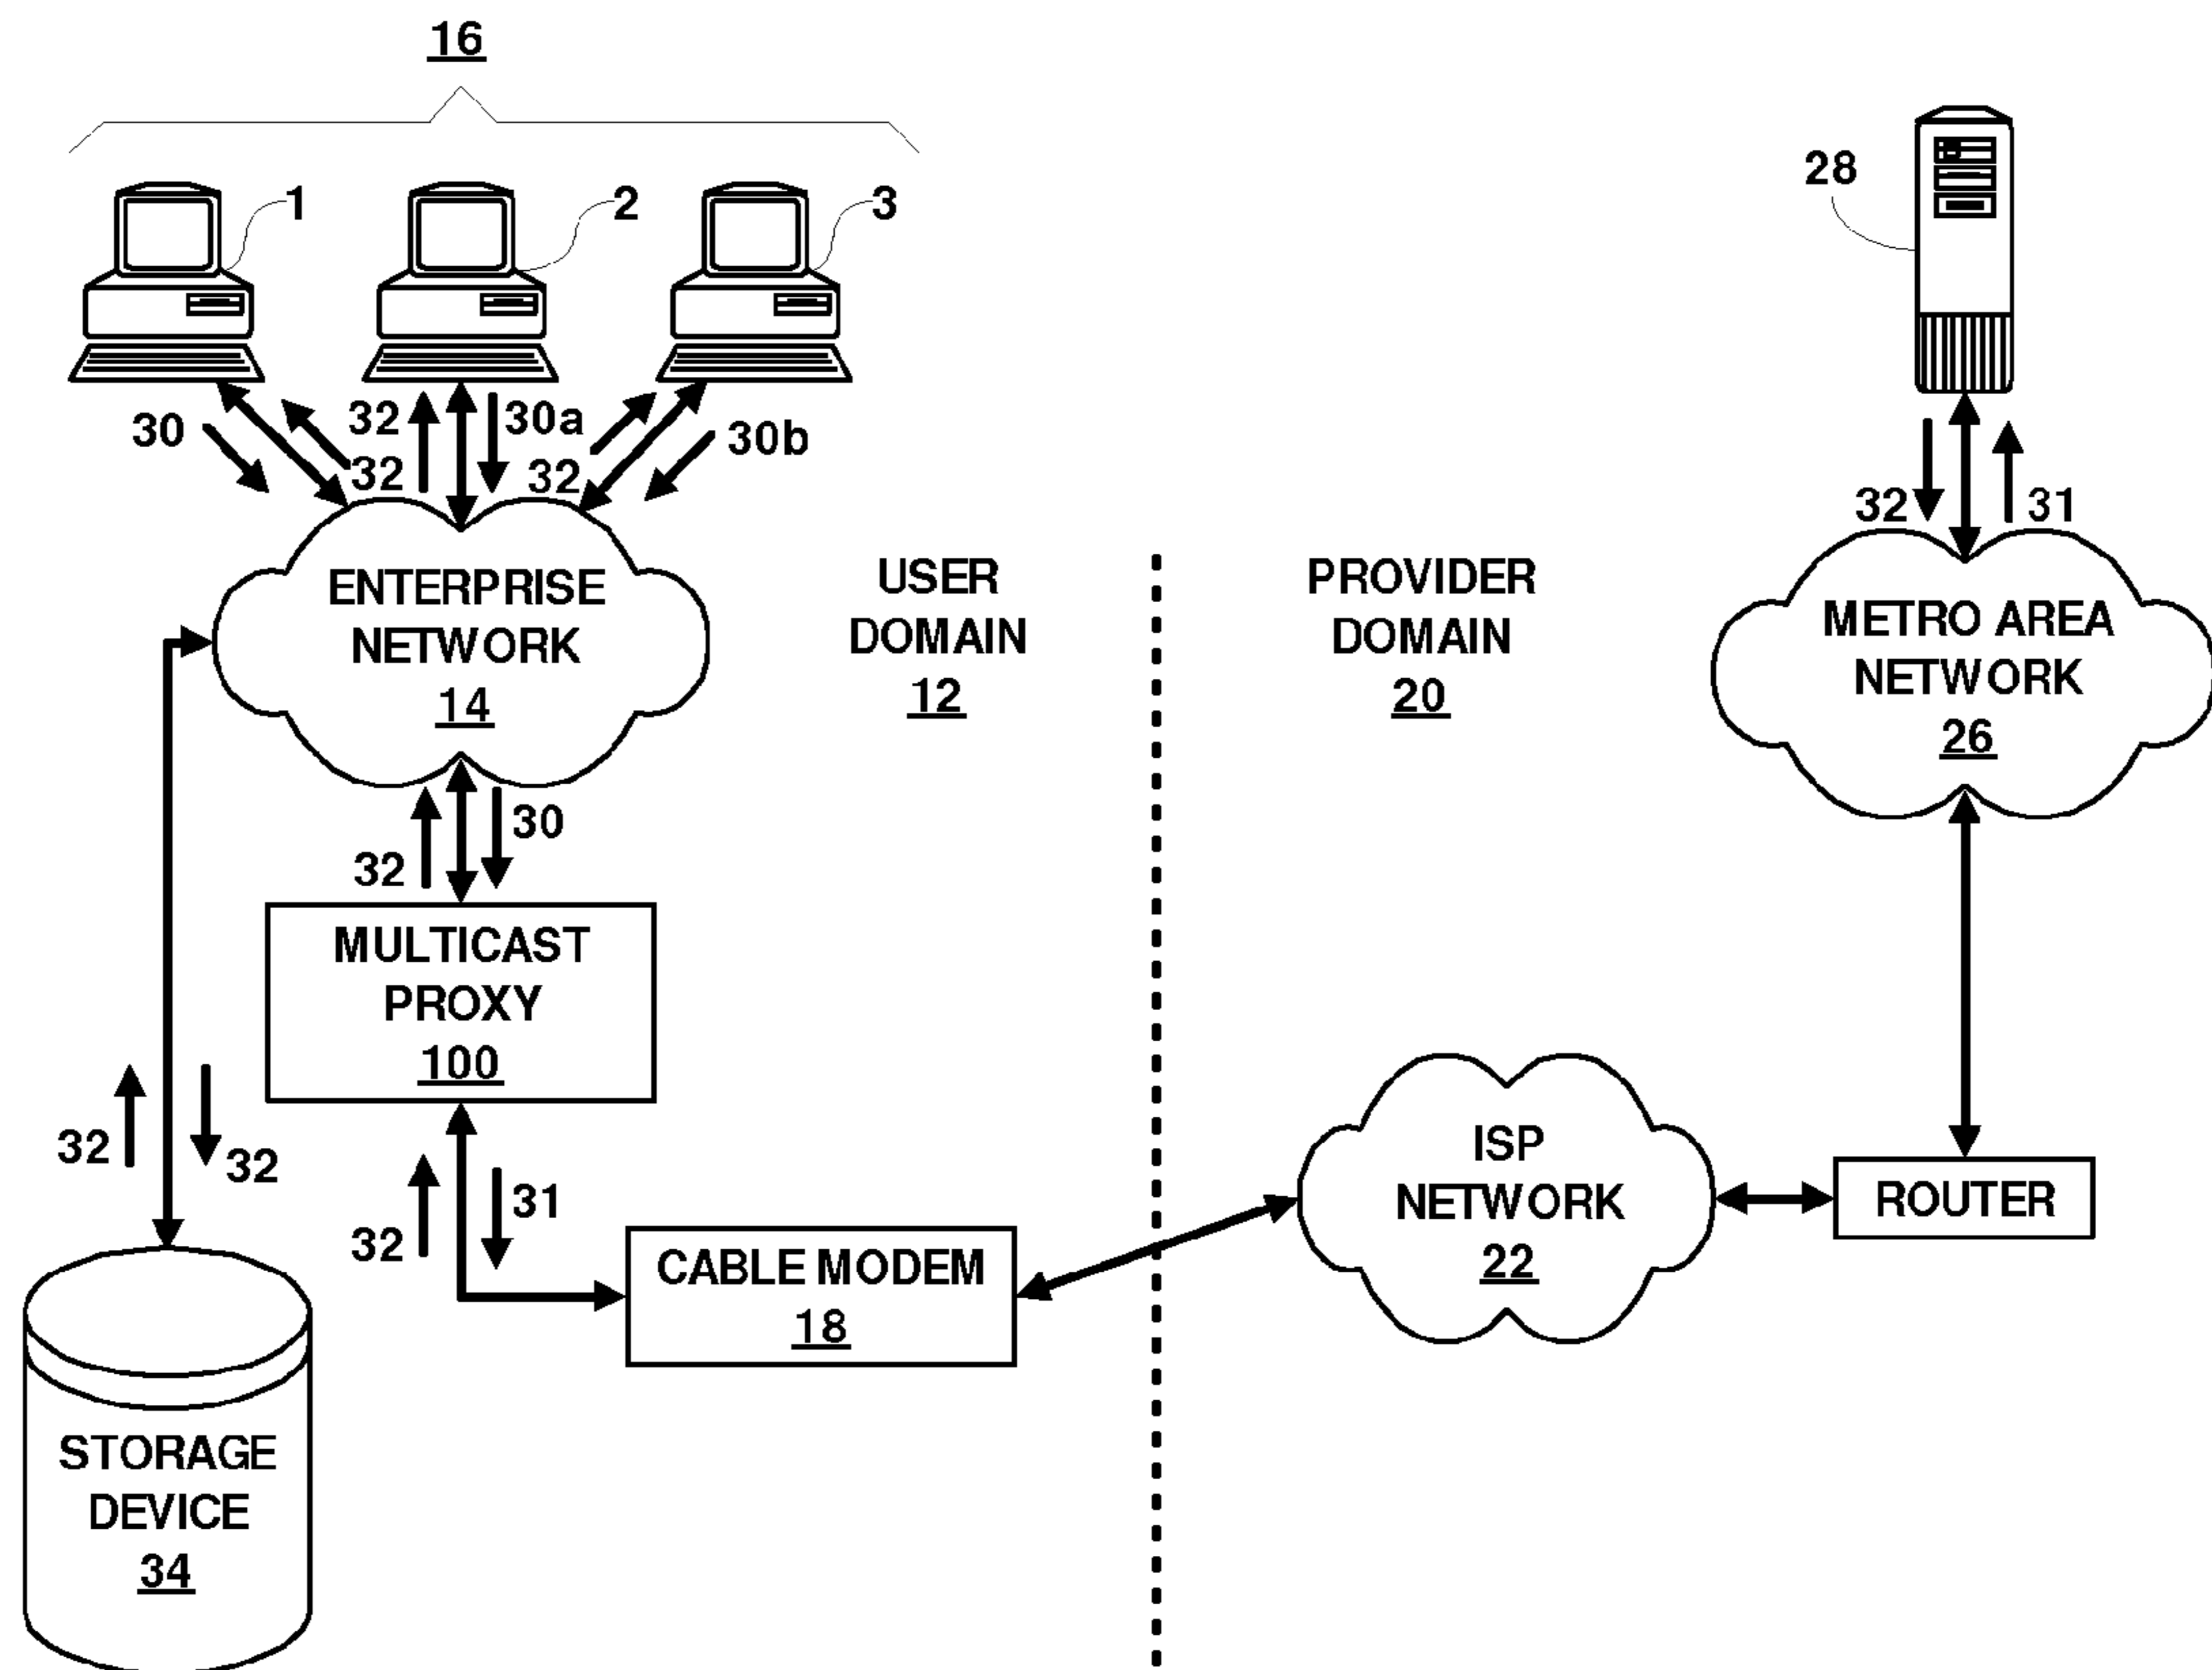 16
1
2
3
28
30
32
32
30a
32
30b
32
31
ENTERPRISE
NETWORK
14
USER
DOMAIN
12
PROVIDER
DOMAIN
20
METRO AREA
NETWORK
26
32
30
MULTICAST
PROXY
100
32
32
32
31
CABLE MODEM
18
ISP
NETWORK
22
ROUTER
STORAGE
DEVICE
34